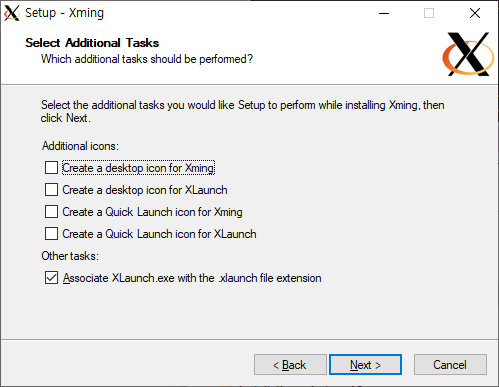 Setup - Xming
Select Additional Tasks
Which additional tasks should be performed?
Select the additional tasks you would like Setup to perform while installing Xming, then
click Next.
Additional icons:
Create a desktop icon for Xming
Create a desktop icon for XLaunch
Create a Quick Launch icon for Xming
Create a Quick Launch icon for XLaunch
Other tasks:
Associate XLaunch.exe with the .xlaunch file extension
< Back
Next >
Cancel